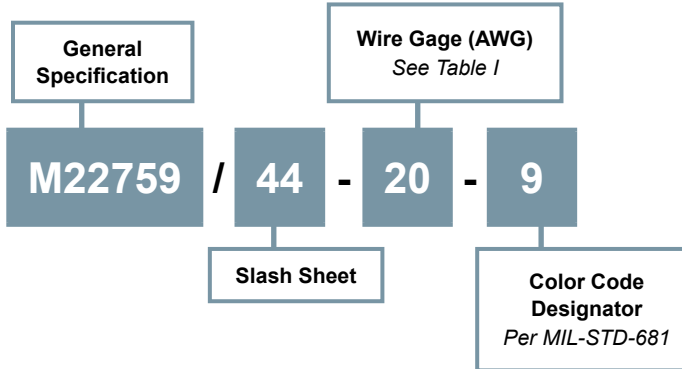 General
Specification
Wire Gage (AWG)
See Table I
M22759 / 44 - 20 - 9
Slash Sheet
Color Code
Designator
Per MIL-STD-681